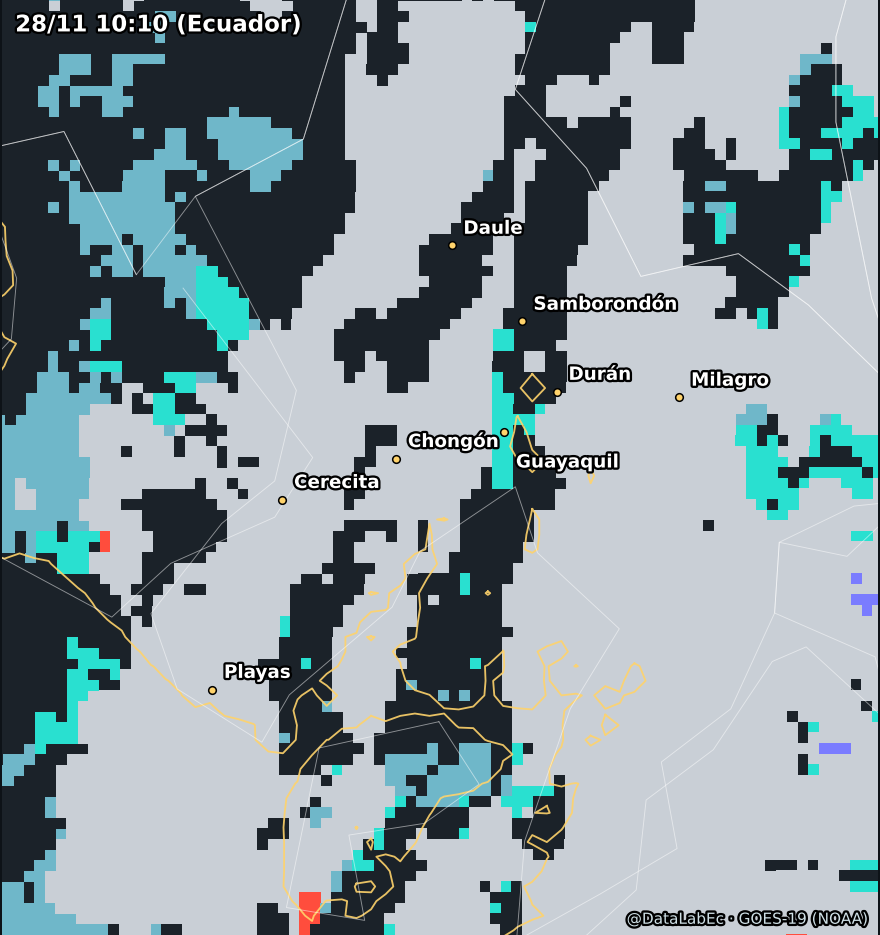 28/11 10:10 (Ecuador)
Daule
Samborondón
Durán
Milagro
Chongón
Guayaquil
Cerecita
Playas
@DataLabEc · GOES-19 (NOAA)